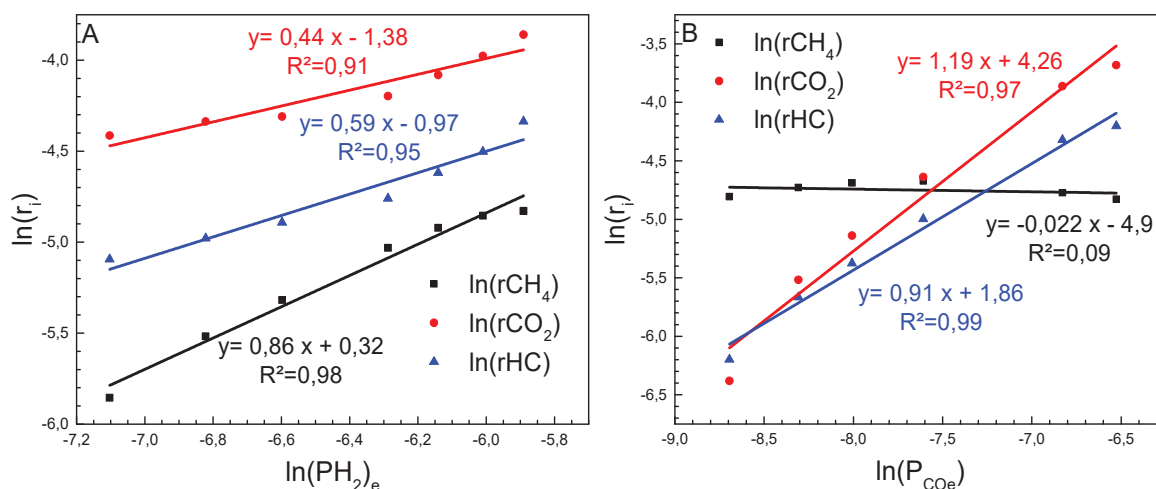 A
y= 0,44 x - 1,38
R²=0,91
y= 0,59 x - 0,97
R²=0,95
y= 0,86 x + 0,32
R²=0,98
ln(rCH₄)
ln(rCO₂)
ln(rHC)
-4,0
-4,5
-5,0
-5,5
-6,0
ln(rᵢ)
-7,2 -7,0 -6,8 -6,6 -6,4 -6,2 -6,0 -5,8
ln(PH₂)ₑ
B
ln(rCH₄)
ln(rCO₂)
ln(rHC)
y= 1,19 x + 4,26
R²=0,97
y= -0,022 x - 4,9
R²=0,09
y= 0,91 x + 1,86
R²=0,99
-3,5
-4,0
-4,5
-5,0
-5,5
-6,0
-6,5
ln(rᵢ)
-9,0 -8,5 -8,0 -7,5 -7,0 -6,5
ln(P_COe)